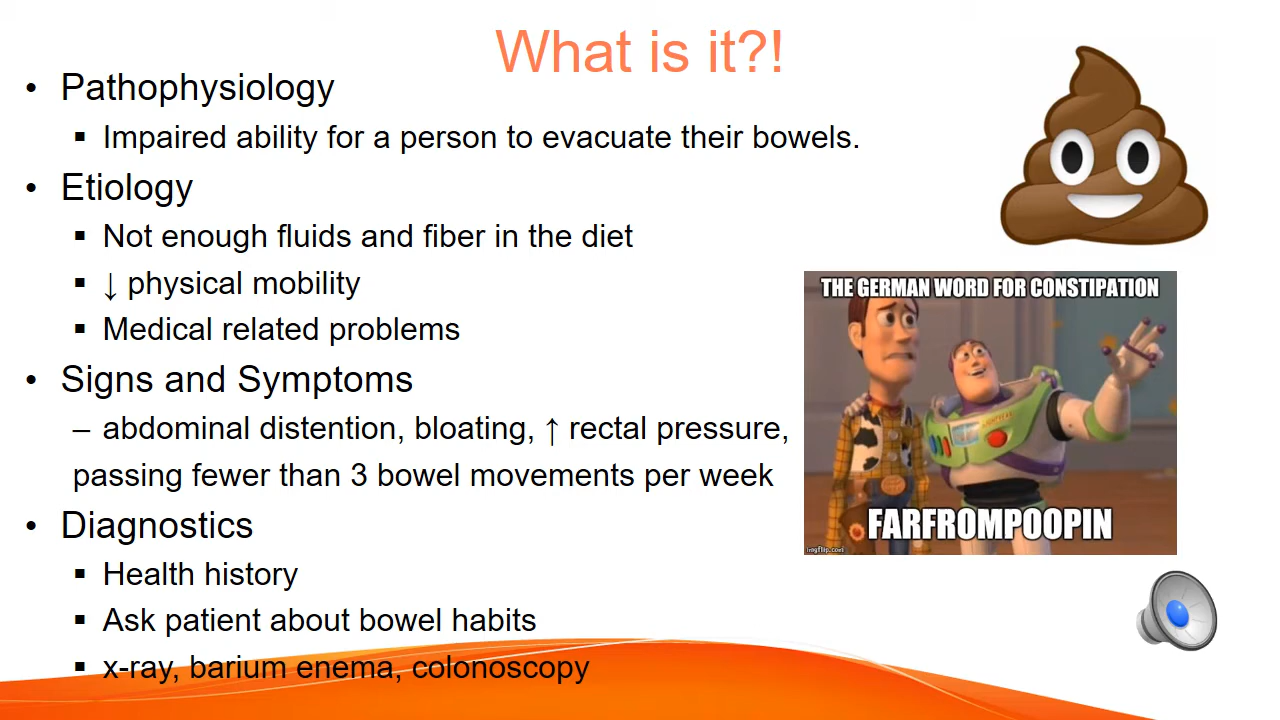 What is it?!
• Pathophysiology
▪ Impaired ability for a person to evacuate their bowels.
• Etiology
▪ Not enough fluids and fiber in the diet
▪ ↓ physical mobility
▪ Medical related problems
• Signs and Symptoms
– abdominal distention, bloating, ↑ rectal pressure,
passing fewer than 3 bowel movements per week
• Diagnostics
▪ Health history
▪ Ask patient about bowel habits
▪ x-ray, barium enema, colonoscopy
THE GERMAN WORD FOR CONSTIPATION
LIGHTYEAR
FARFROMPOOPIN
imgflip.com